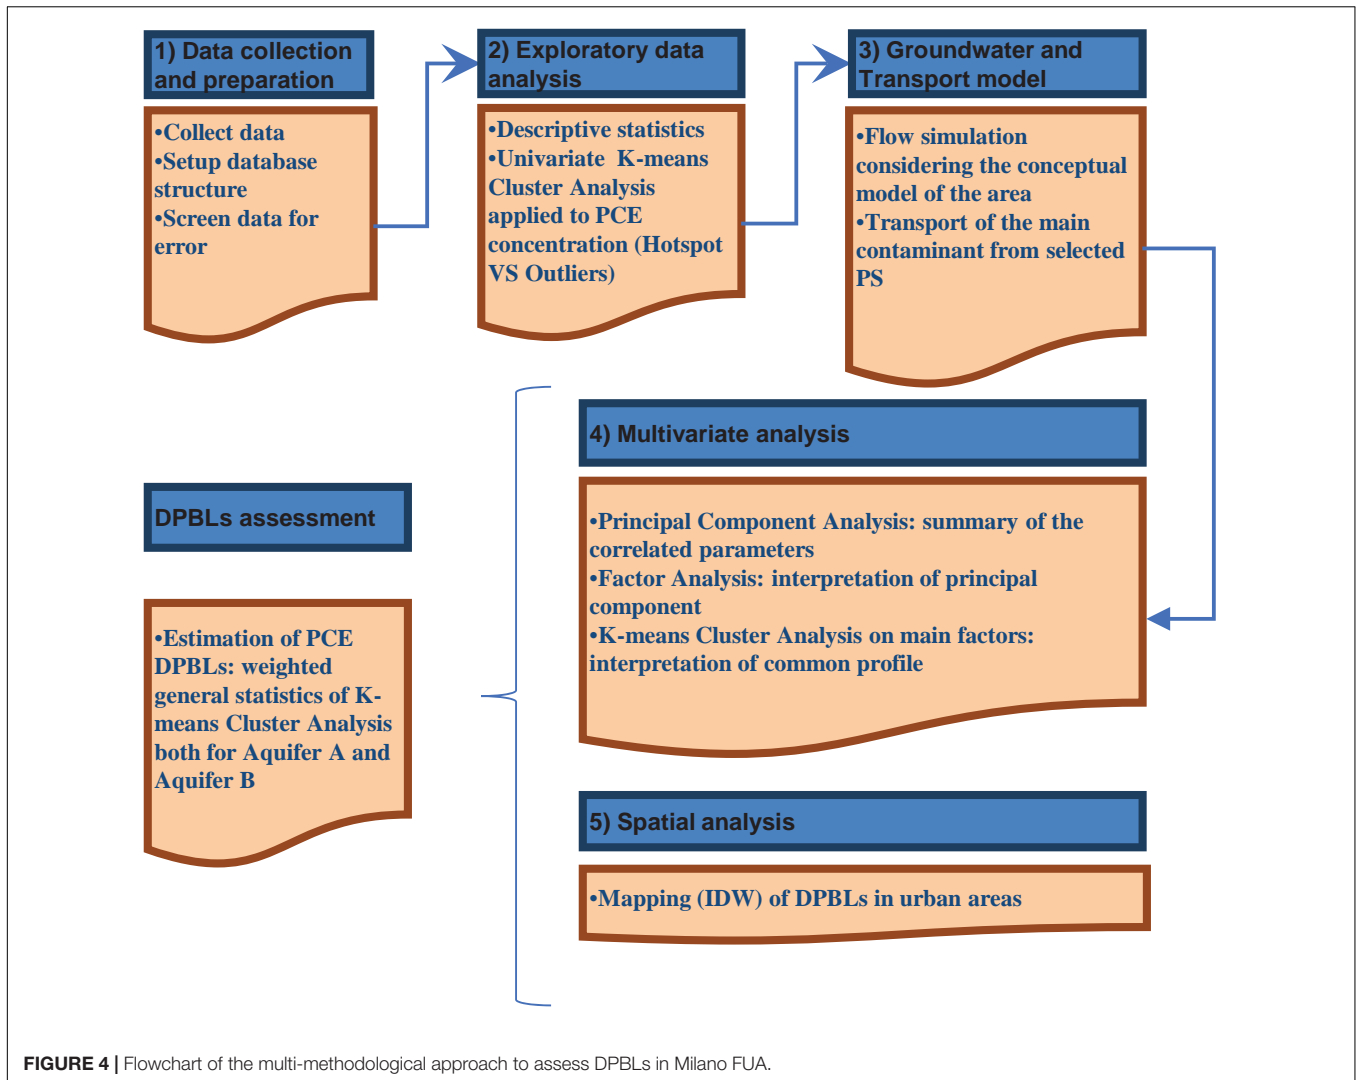 1) Data collection
and preparation
•Collect data
•Setup database
structure
•Screen data for
error
2) Exploratory data
analysis
•Descriptive statistics
•Univariate K-means
Cluster Analysis
applied to PCE
concentration (Hotspot
VS Outliers)
3) Groundwater and
Transport model
•Flow simulation
considering the conceptual
model of the area
•Transport of the main
contaminant from selected
PS
4) Multivariate analysis
•Principal Component Analysis: summary of the
correlated parameters
•Factor Analysis: interpretation of principal
component
•K-means Cluster Analysis on main factors:
interpretation of common profile
5) Spatial analysis
•Mapping (IDW) of DPBLs in urban areas
DPBLs assessment
•Estimation of PCE
DPBLs: weighted
general statistics of K-
means Cluster Analysis
both for Aquifer A and
Aquifer B
FIGURE 4 | Flowchart of the multi-methodological approach to assess DPBLs in Milano FUA.